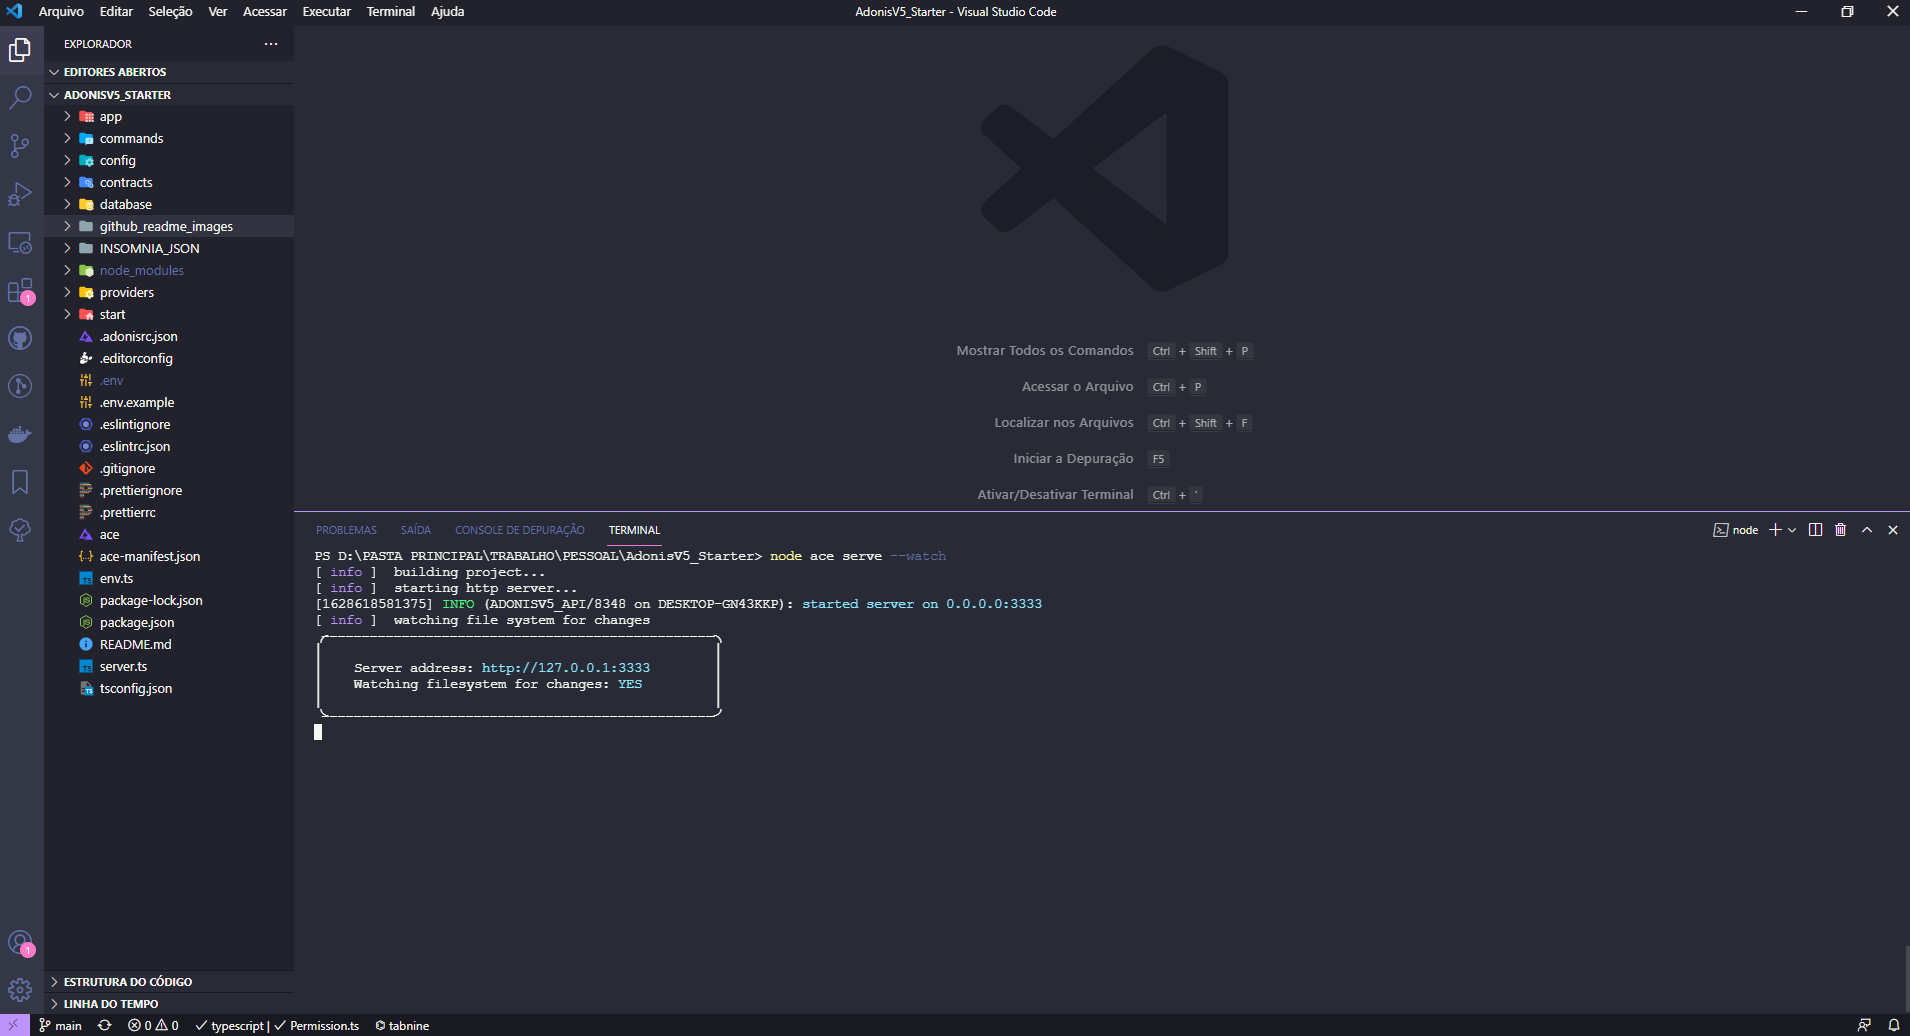 Arquivo Editar Seleção Ver Acessar Executar Terminal Ajuda
AdonisV5_Starter - Visual Studio Code
EXPLORADOR
EDITORES ABERTOS
ADONISV5_STARTER
app
commands
config
contracts
database
github_readme_images
INSOMNIA_JSON
node_modules
providers
start
.adonisrc.json
.editorconfig
.env
.env.example
.eslintignore
.eslintrc.json
.gitignore
.prettierignore
.prettierrc
ace
ace-manifest.json
env.ts
package-lock.json
package.json
README.md
server.ts
tsconfig.json
ESTRUTURA DO CÓDIGO
LINHA DO TEMPO
1
1
Mostrar Todos os Comandos Ctrl + Shift + P
Acessar o Arquivo Ctrl + P
Localizar nos Arquivos Ctrl + Shift + F
Iniciar a Depuração F5
Ativar/Desativar Terminal Ctrl + '
PROBLEMAS SAÍDA CONSOLE DE DEPURAÇÃO TERMINAL
node
PS D:\PASTA PRINCIPAL\TRABALHO\PESSOAL\AdonisV5_Starter> node ace serve --watch
[ info ]  building project...
[ info ]  starting http server...
[1628618581375] INFO (ADONISV5_API/8348 on DESKTOP-GN43KKP): started server on 0.0.0.0:3333
[ info ]  watching file system for changes
Server address: http://127.0.0.1:3333
Watching filesystem for changes: YES
main 0 0 typescript | Permission.ts tabnine